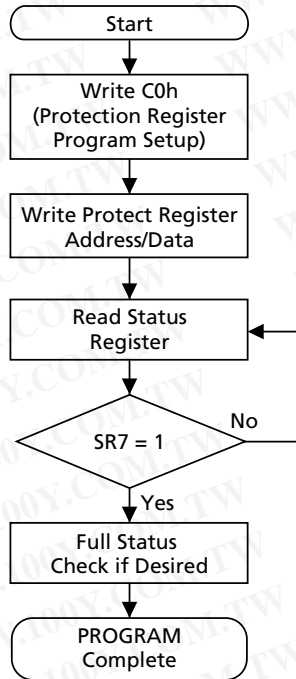 Start
Write C0h
(Protection Register
Program Setup)
Write Protect Register
Address/Data
Read Status
Register
SR7 = 1
No
Yes
Full Status
Check if Desired
PROGRAM
Complete